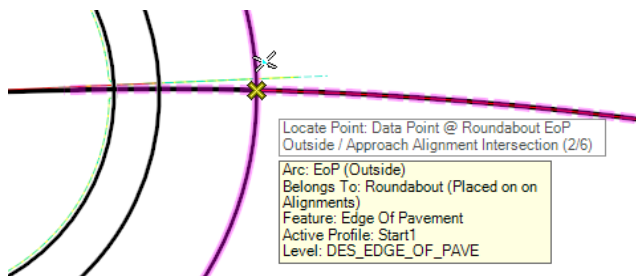 Locate Point: Data Point @ Roundabout EoP
Outside / Approach Alignment Intersection (2/6)
Arc: EoP (Outside)
Belongs To: Roundabout (Placed on on
Alignments)
Feature: Edge Of Pavement
Active Profile: Start1
Level: DES_EDGE_OF_PAVE